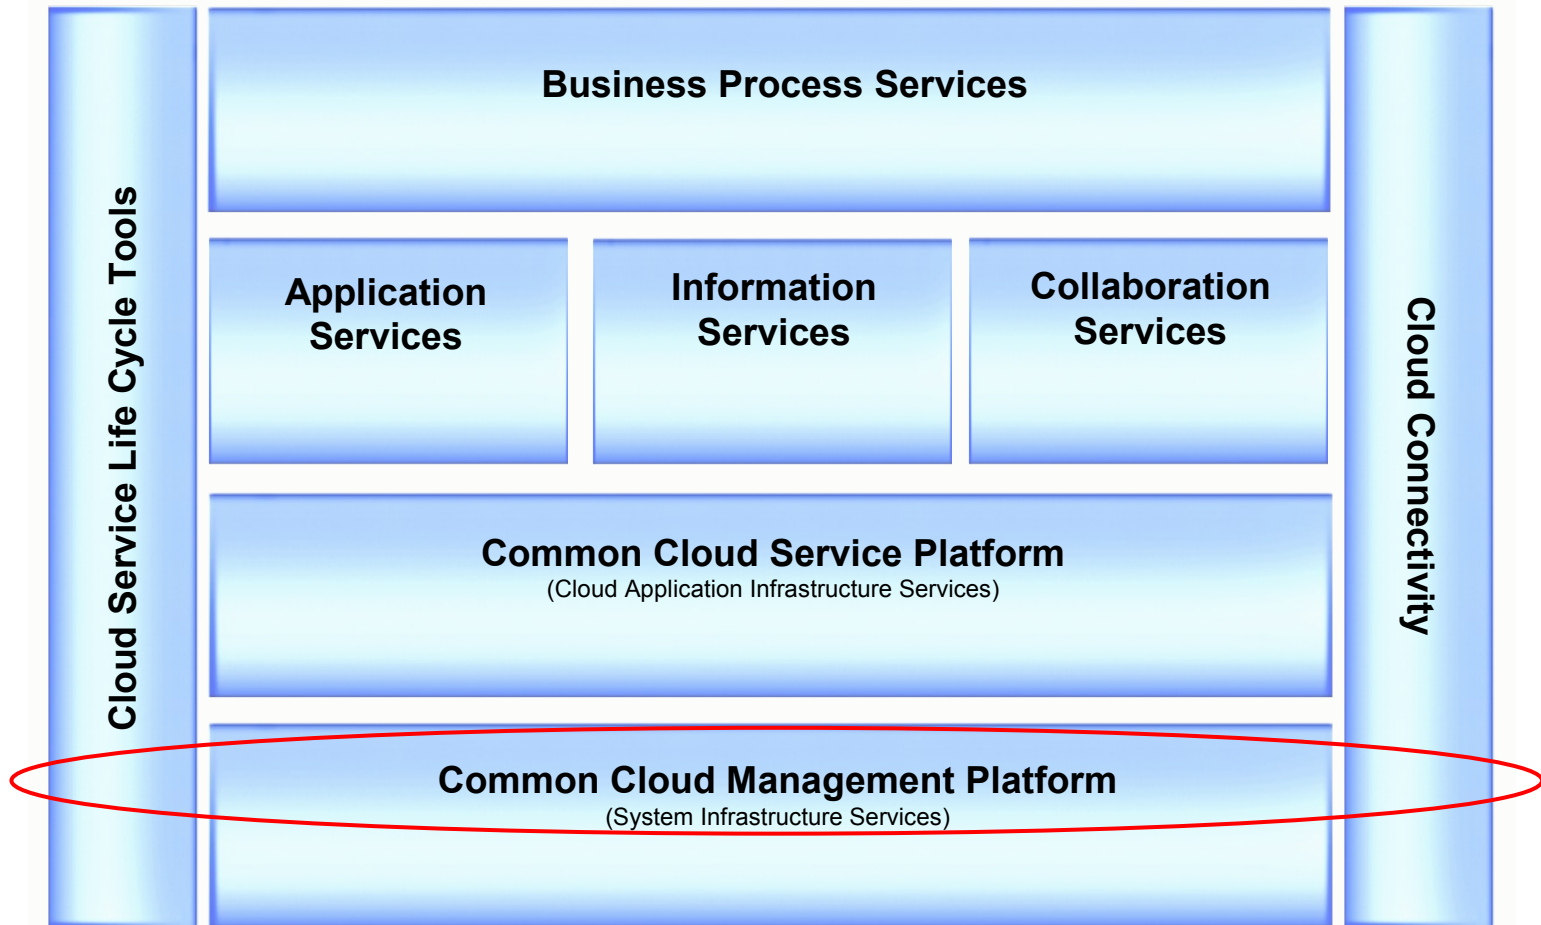 Business Process Services
Cloud Service Life Cycle Tools
Application
Services
Information
Services
Collaboration
Services
Cloud Connectivity
Common Cloud Service Platform
(Cloud Application Infrastructure Services)
Common Cloud Management Platform
(System Infrastructure Services)